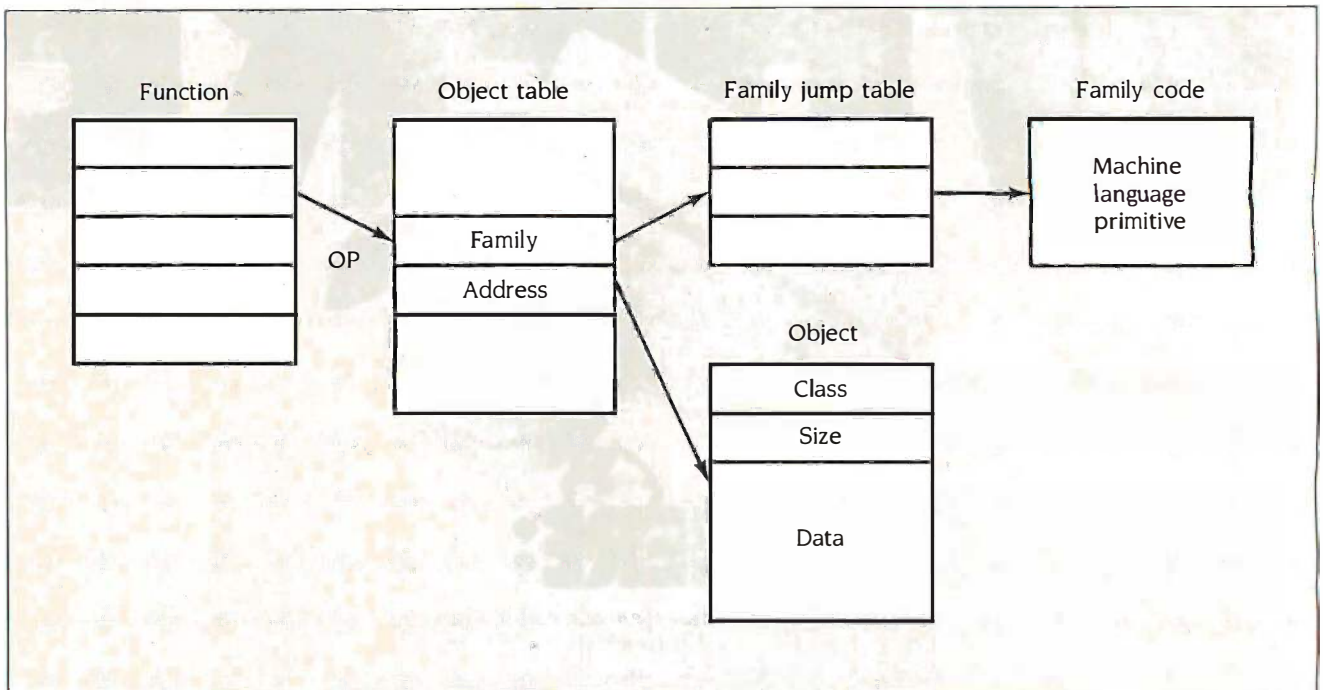 Function
Object table
Family jump table
Family code
OP
Family
Address
Machine
language
primitive
Object
Class
Size
Data